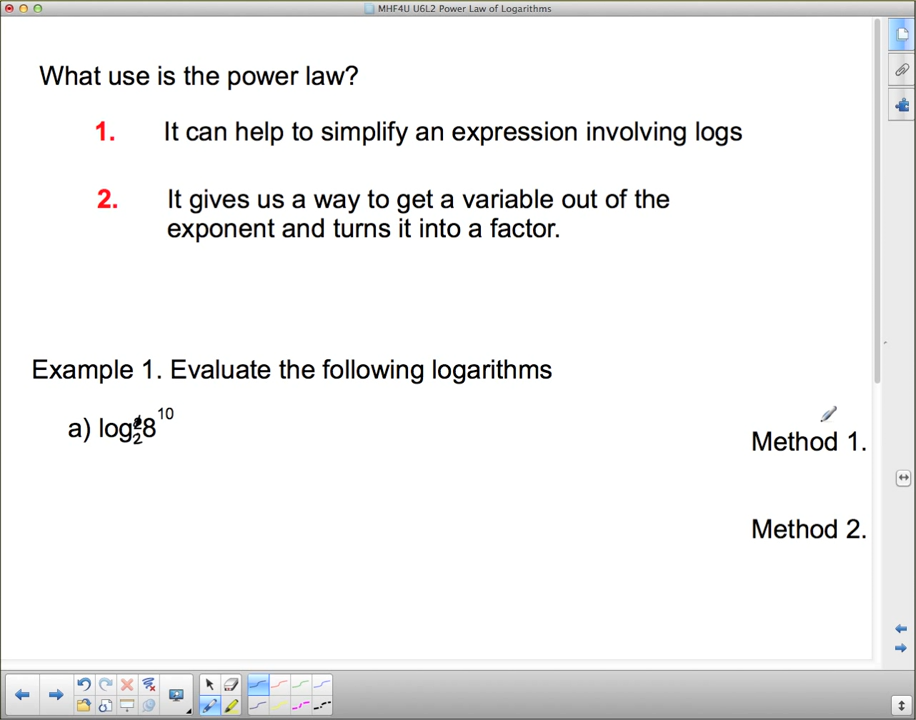 MHF4U U6L2 Power Law of Logarithms
What use is the power law?
1. It can help to simplify an expression involving logs
2. It gives us a way to get a variable out of the
exponent and turns it into a factor.
Example 1. Evaluate the following logarithms
a) log₂8¹⁰
Method 1.
Method 2.